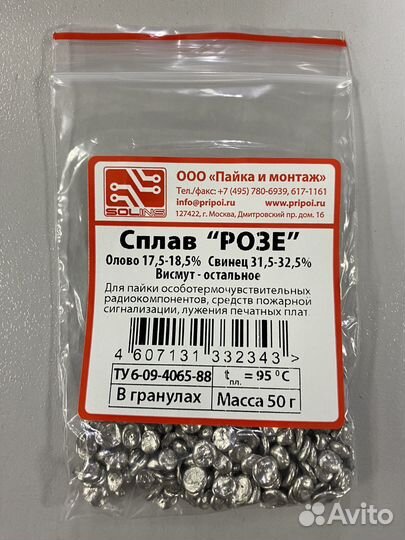 ООО «Пайка и монтаж»
Тел./факс: +7 (495) 780-6939, 617-1161
info@pripoi.ru www.pripoi.ru
127422, г. Москва, Дмитровский пр. дом. 16
SOLINS
Сплав “РОЗЕ”
Олово 17,5-18,5% Свинец 31,5-32,5%
Висмут - остальное
Для пайки особотермочувствительных
радиокомпонентов, средств пожарной
сигнализации, лужения печатных плат
4 607131 332343 >
ТУ 6-09-4065-88 tпл. = 95 °С
В гранулах Масса 50 г
Avito